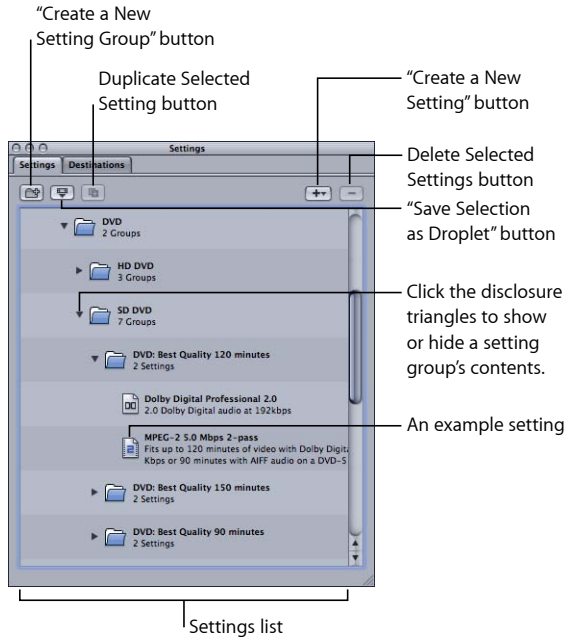 “Create a New
Setting Group” button
Duplicate Selected
Setting button
“Create a New
Setting” button
Settings
Settings
Destinations
Delete Selected
Settings button
“Save Selection
as Droplet” button
DVD
2 Groups
HD DVD
3 Groups
SD DVD
7 Groups
Click the disclosure
triangles to show
or hide a setting
group’s contents.
DVD: Best Quality 120 minutes
2 Settings
Dolby Digital Professional 2.0
2.0 Dolby Digital audio at 192kbps
An example setting
MPEG-2 5.0 Mbps 2-pass
Fits up to 120 minutes of video with Dolby Digita
Kbps or 90 minutes with AIFF audio on a DVD-5
DVD: Best Quality 150 minutes
2 Settings
DVD: Best Quality 90 minutes
2 Settings
Settings list